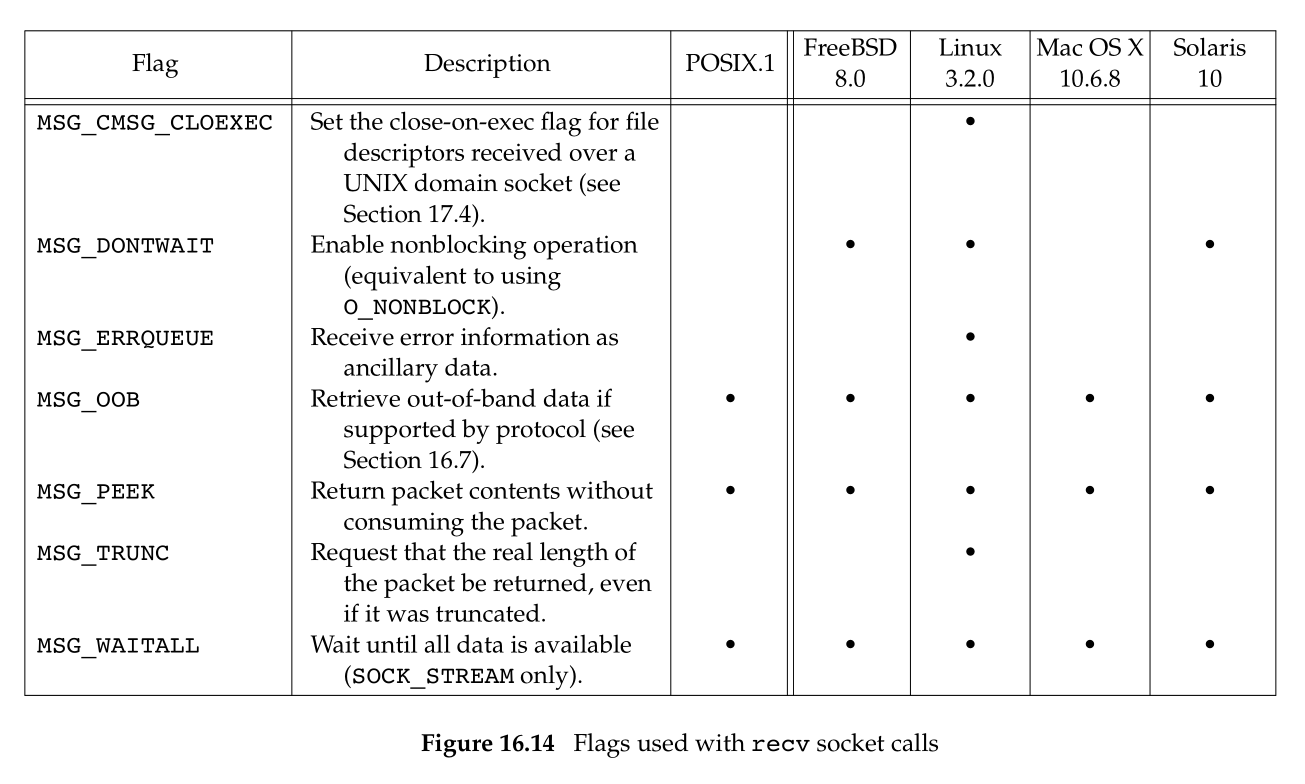 Flag Description POSIX.1 FreeBSD 8.0 Linux 3.2.0 Mac OS X 10.6.8 Solaris 10
MSG_CMSG_CLOEXEC Set the close-on-exec flag for file •
descriptors received over a
UNIX domain socket (see
Section 17.4).
MSG_DONTWAIT Enable nonblocking operation • • •
(equivalent to using
O_NONBLOCK).
MSG_ERRQUEUE Receive error information as •
ancillary data.
MSG_OOB Retrieve out-of-band data if • • • • •
supported by protocol (see
Section 16.7).
MSG_PEEK Return packet contents without • • • • •
consuming the packet.
MSG_TRUNC Request that the real length of •
the packet be returned, even
if it was truncated.
MSG_WAITALL Wait until all data is available • • • • •
(SOCK_STREAM only).
Figure 16.14 Flags used with recv socket calls